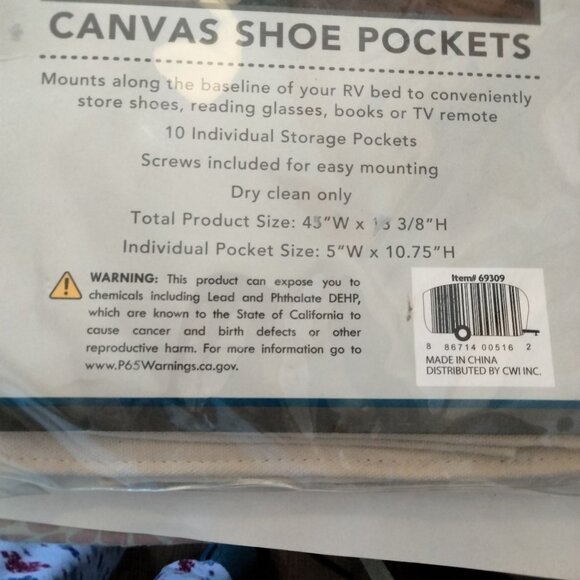 CANVAS SHOE POCKETS
Mounts along the baseline of your RV bed to conveniently
store shoes, reading glasses, books or TV remote
10 Individual Storage Pockets
Screws included for easy mounting
Dry clean only
Total Product Size: 45"W x 13 3/8"H
Individual Pocket Size: 5"W x 10.75"H
WARNING: This product can expose you to
chemicals including Lead and Phthalate DEHP,
which are known to the State of California to
cause cancer and birth defects or other
reproductive harm. For more information go to
www.P65Warnings.ca.gov.
Item# 69309
8 86714 00516 2
MADE IN CHINA
DISTRIBUTED BY CWI INC.